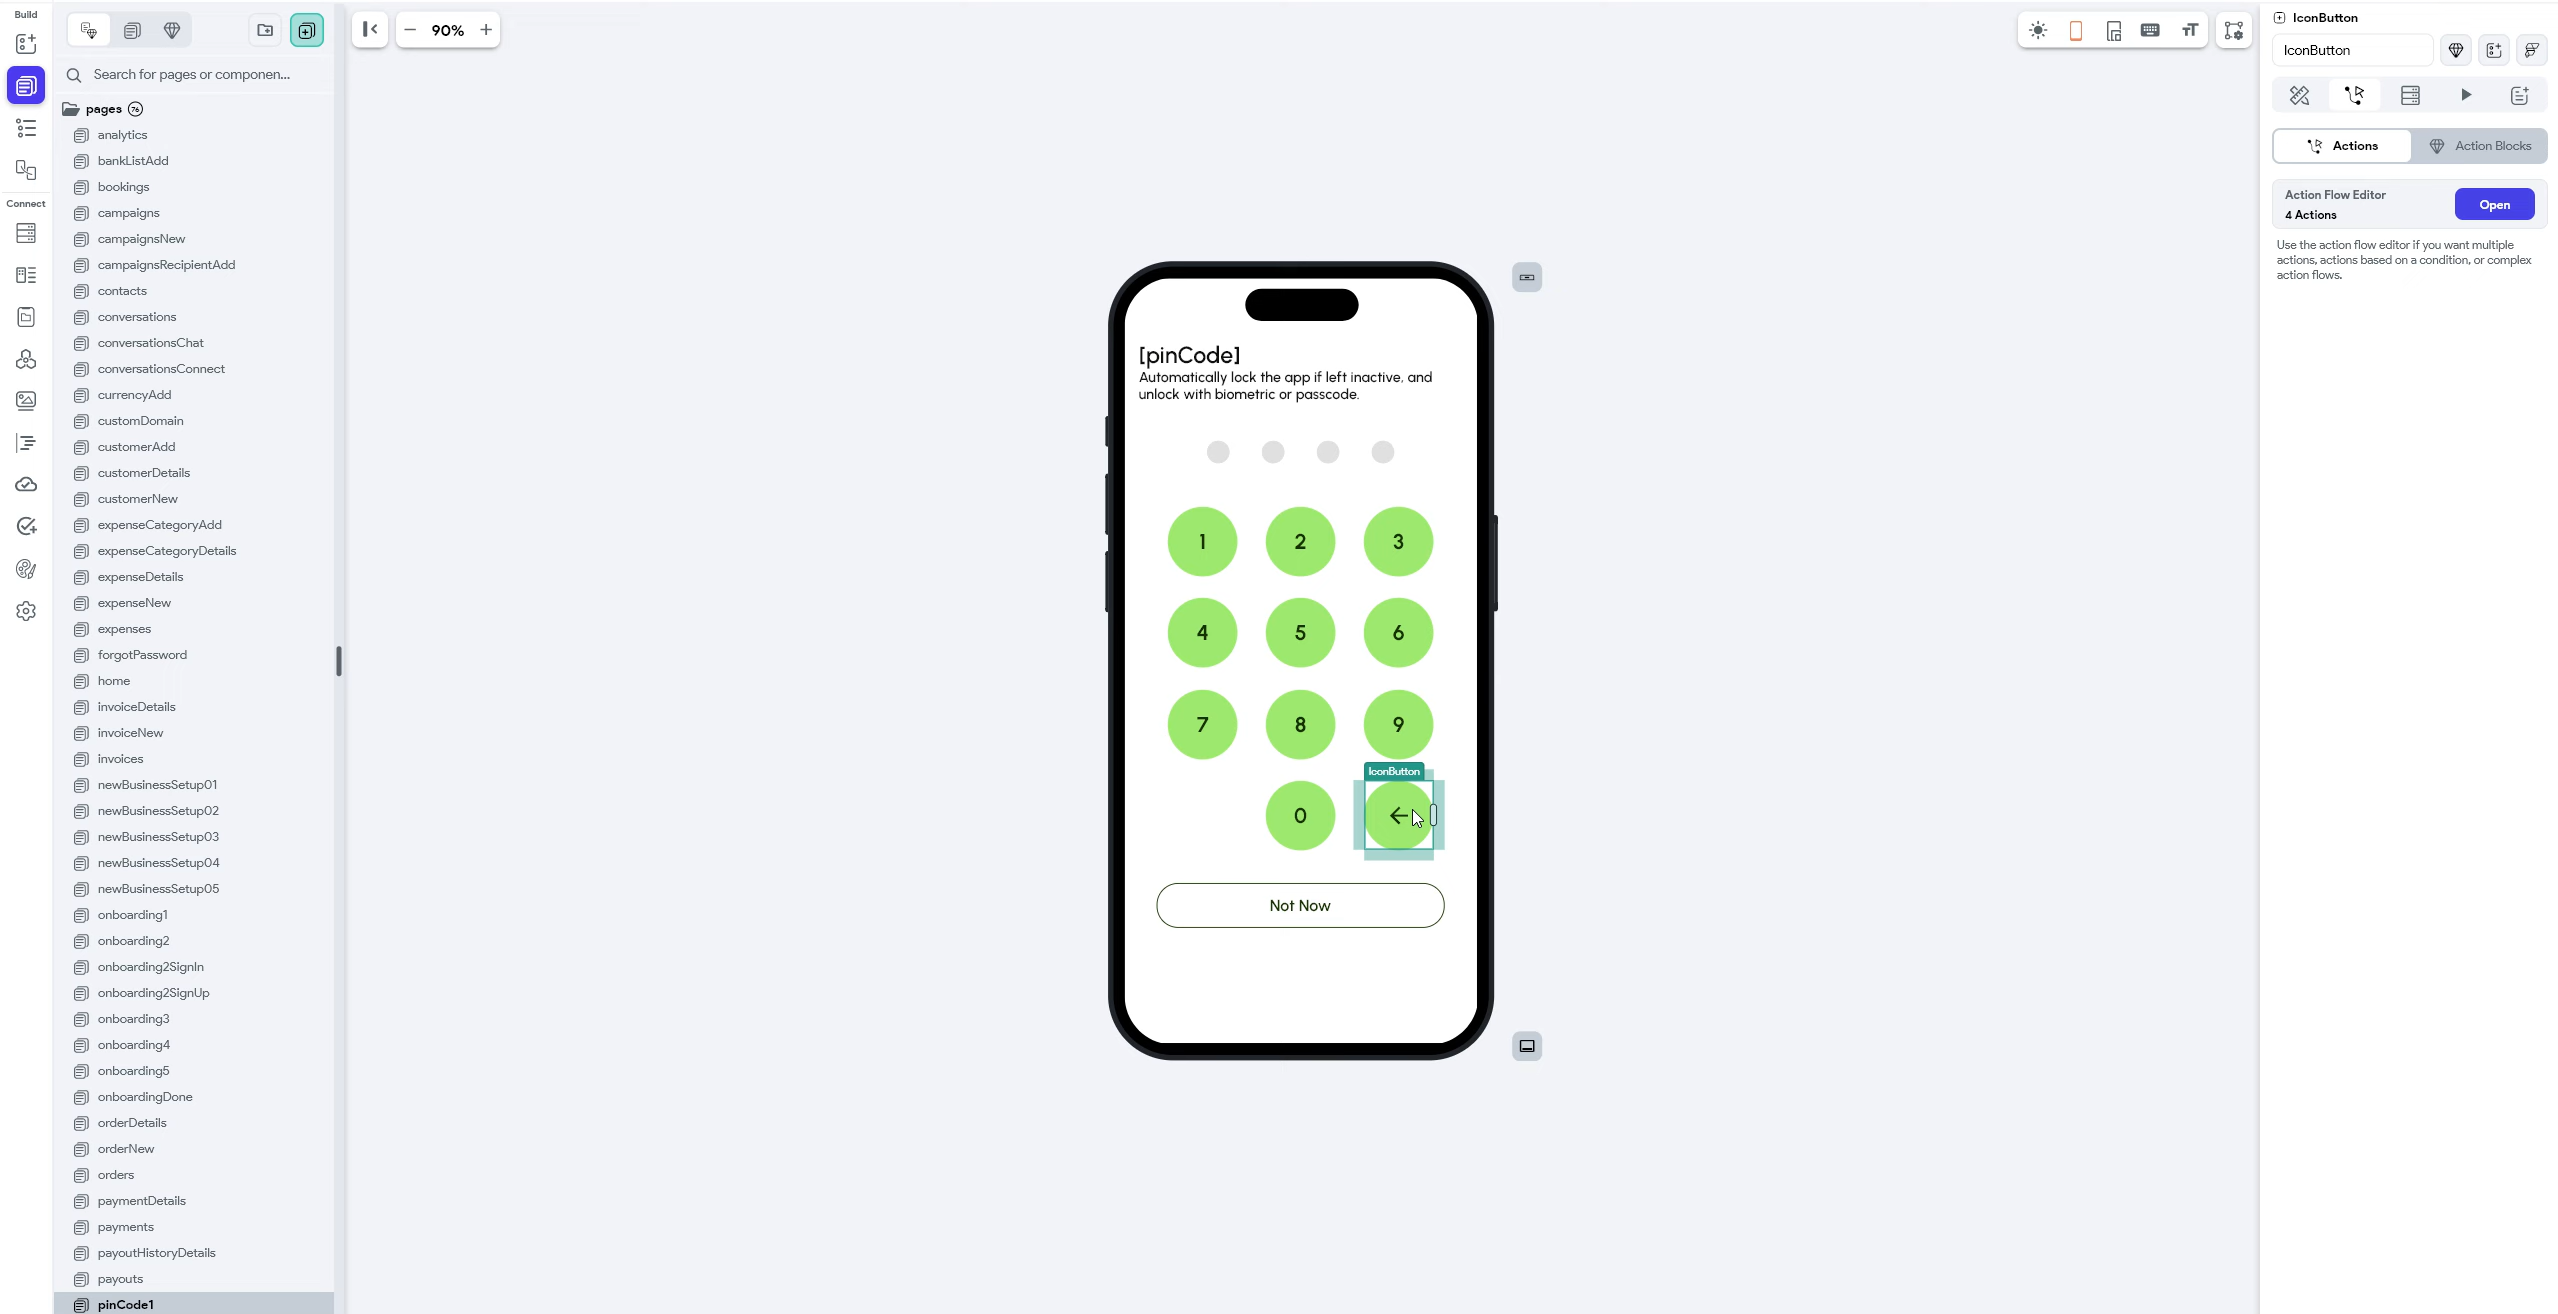 Build
Connect
Search for pages or componen...
pages 76
analytics
bankListAdd
bookings
campaigns
campaignsNew
campaignsRecipientAdd
contacts
conversations
conversationsChat
conversationsConnect
currencyAdd
customDomain
customerAdd
customerDetails
customerNew
expenseCategoryAdd
expenseCategoryDetails
expenseDetails
expenseNew
expenses
forgotPassword
home
invoiceDetails
invoiceNew
invoices
newBusinessSetup01
newBusinessSetup02
newBusinessSetup03
newBusinessSetup04
newBusinessSetup05
onboarding1
onboarding2
onboarding2SignIn
onboarding2SignUp
onboarding3
onboarding4
onboarding5
onboardingDone
orderDetails
orderNew
orders
paymentDetails
payments
payoutHistoryDetails
payouts
pinCode1
90%
[pinCode]
Automatically lock the app if left inactive, and
unlock with biometric or passcode.
1 2 3
4 5 6
7 8 9
IconButton
0
Not Now
IconButton
IconButton
Actions
Action Blocks
Action Flow Editor
4 Actions
Open
Use the action flow editor if you want multiple
actions, actions based on a condition, or complex
action flows.